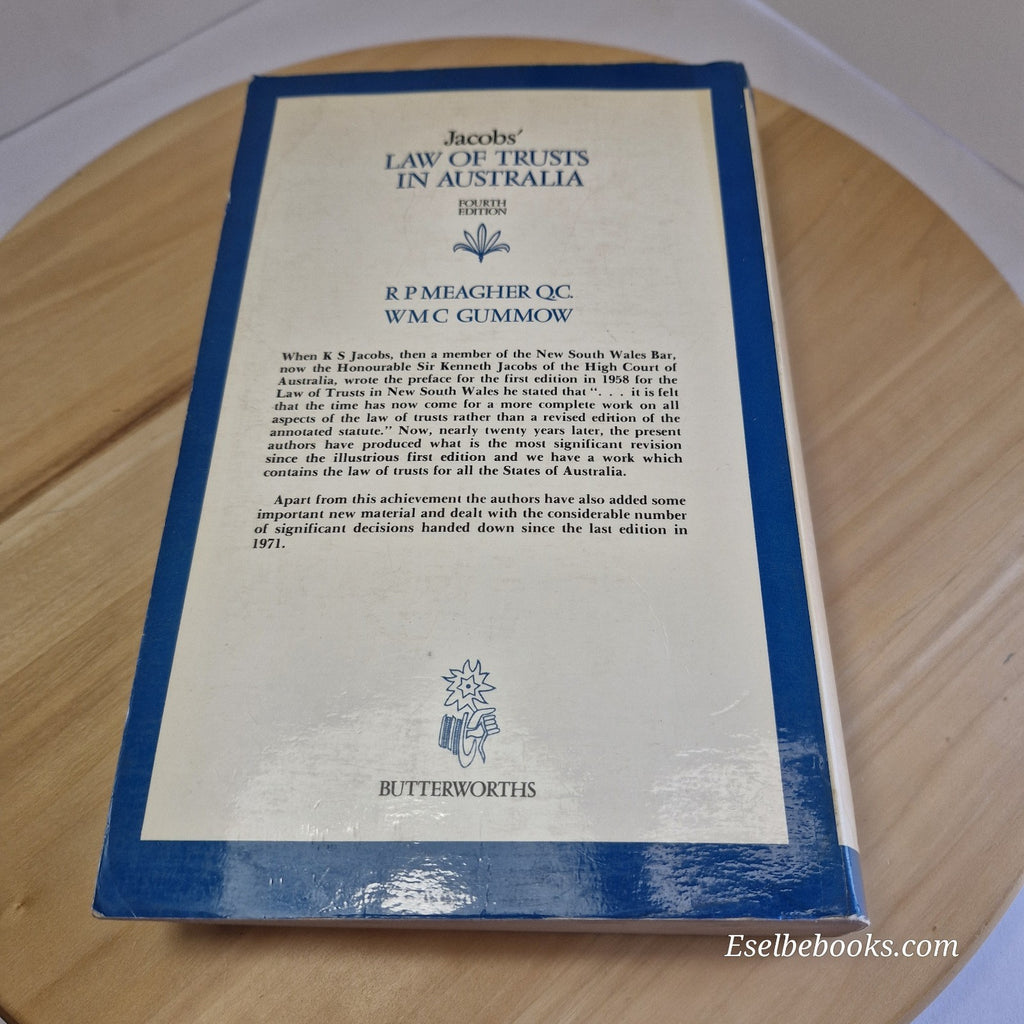 Jacobs'
LAW OF TRUSTS
IN AUSTRALIA
FOURTH
EDITION
R P MEAGHER Q.C.
W M C GUMMOW
When K S Jacobs, then a member of the New South Wales Bar,
now the Honourable Sir Kenneth Jacobs of the High Court of
Australia, wrote the preface for the first edition in 1958 for the
Law of Trusts in New South Wales he stated that “. . . it is felt
that the time has now come for a more complete work on all
aspects of the law of trusts rather than a revised edition of the
annotated statute.” Now, nearly twenty years later, the present
authors have produced what is the most significant revision
since the illustrious first edition and we have a work which
contains the law of trusts for all the States of Australia.
Apart from this achievement the authors have also added some
important new material and dealt with the considerable number
of significant decisions handed down since the last edition in
1971.
BUTTERWORTHS
Eselbebooks.com